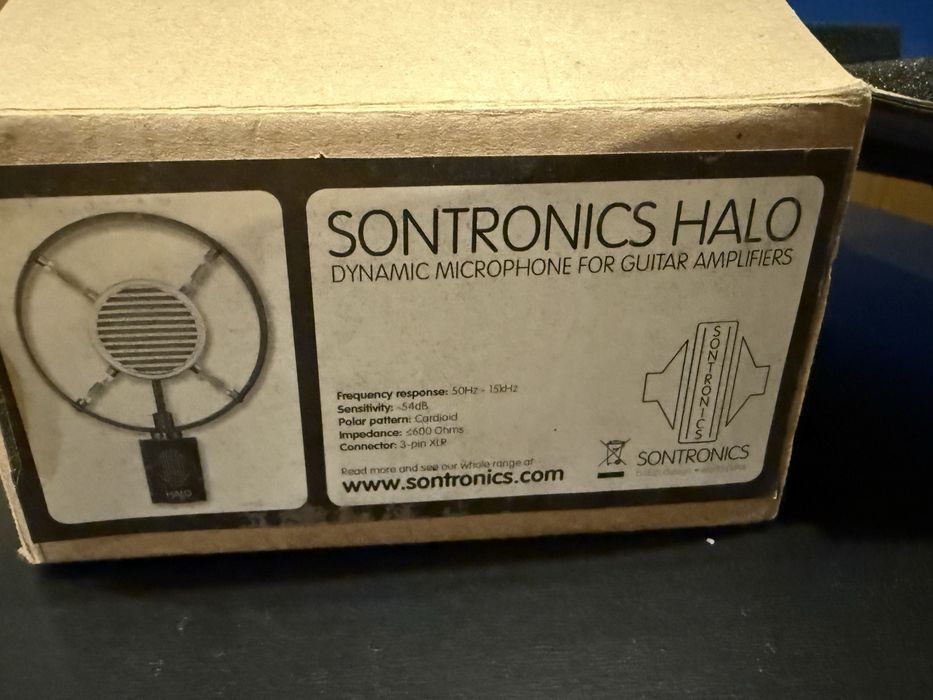 SONTRONICS HALO
DYNAMIC MICROPHONE FOR GUITAR AMPLIFIERS
Frequency response: 50Hz - 15kHz
Sensitivity: -54dB
Polar pattern: Cardioid
Impedance: ≤600 Ohms
Connector: 3-pin XLR
Read more and see our whole range at
www.sontronics.com
SONTRONICS
SONTRONICS
HALO